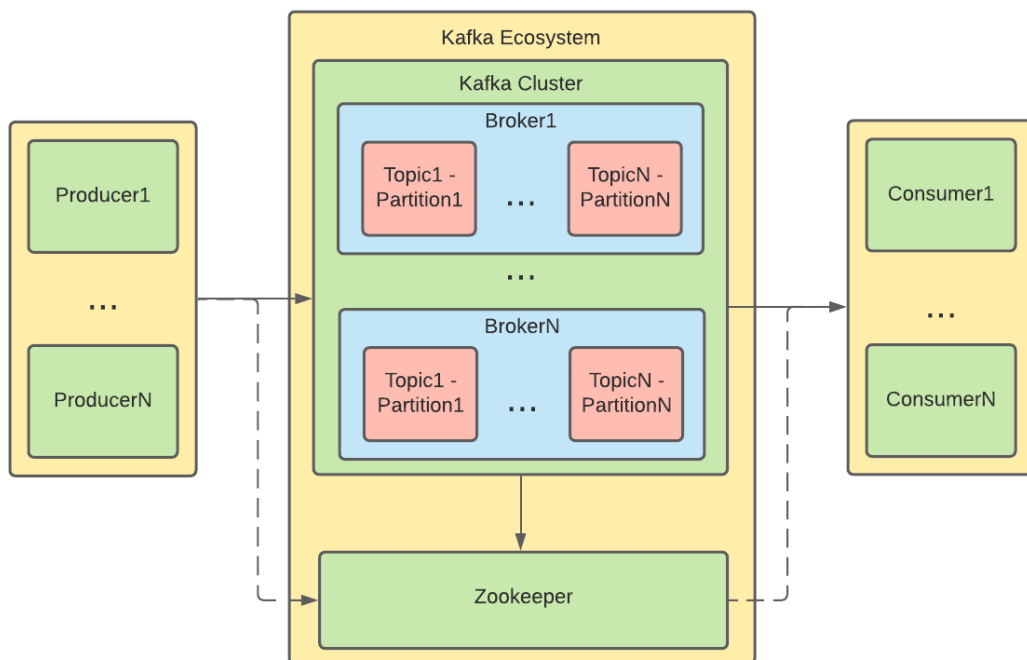 Kafka Ecosystem
Kafka Cluster
Broker1
Topic1 -
Partition1
...
TopicN -
PartitionN
...
BrokerN
Topic1 -
Partition1
...
TopicN -
PartitionN
Zookeeper
Producer1
...
ProducerN
Consumer1
...
ConsumerN